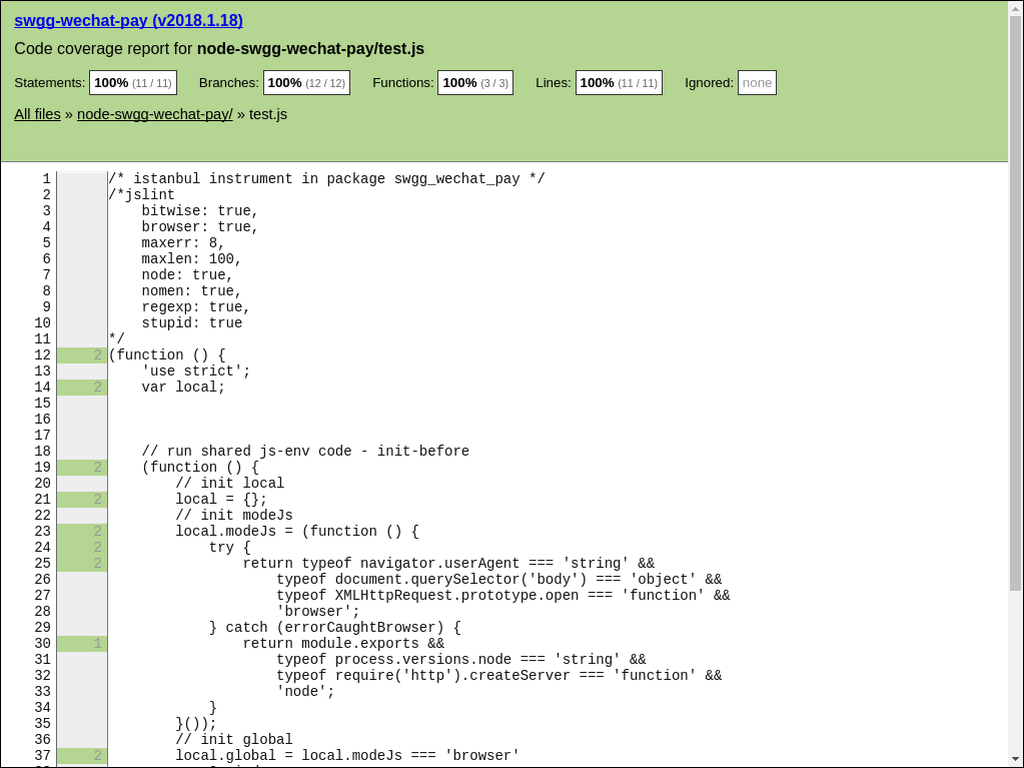 swgg-wechat-pay (v2018.1.18)
Code coverage report for node-swgg-wechat-pay/test.js
Statements: 100% (11 / 11) Branches: 100% (12 / 12) Functions: 100% (3 / 3) Lines: 100% (11 / 11) Ignored: none
All files » node-swgg-wechat-pay/ » test.js
1 /* istanbul instrument in package swgg_wechat_pay */
2 /*jslint
3     bitwise: true,
4     browser: true,
5     maxerr: 8,
6     maxlen: 100,
7     node: true,
8     nomen: true,
9     regexp: true,
10     stupid: true
11 */
12 2 (function () {
13     'use strict';
14 2     var local;
15
16
17
18     // run shared js-env code - init-before
19 2     (function () {
20         // init local
21 2         local = {};
22         // init modeJs
23 2         local.modeJs = (function () {
24 2             try {
25 2                 return typeof navigator.userAgent === 'string' &&
26                     typeof document.querySelector('body') === 'object' &&
27                     typeof XMLHttpRequest.prototype.open === 'function' &&
28                     'browser';
29             } catch (errorCaughtBrowser) {
30 1                 return module.exports &&
31                     typeof process.versions.node === 'string' &&
32                     typeof require('http').createServer === 'function' &&
33                     'node';
34             }
35         }());
36         // init global
37 2         local.global = local.modeJs === 'browser'